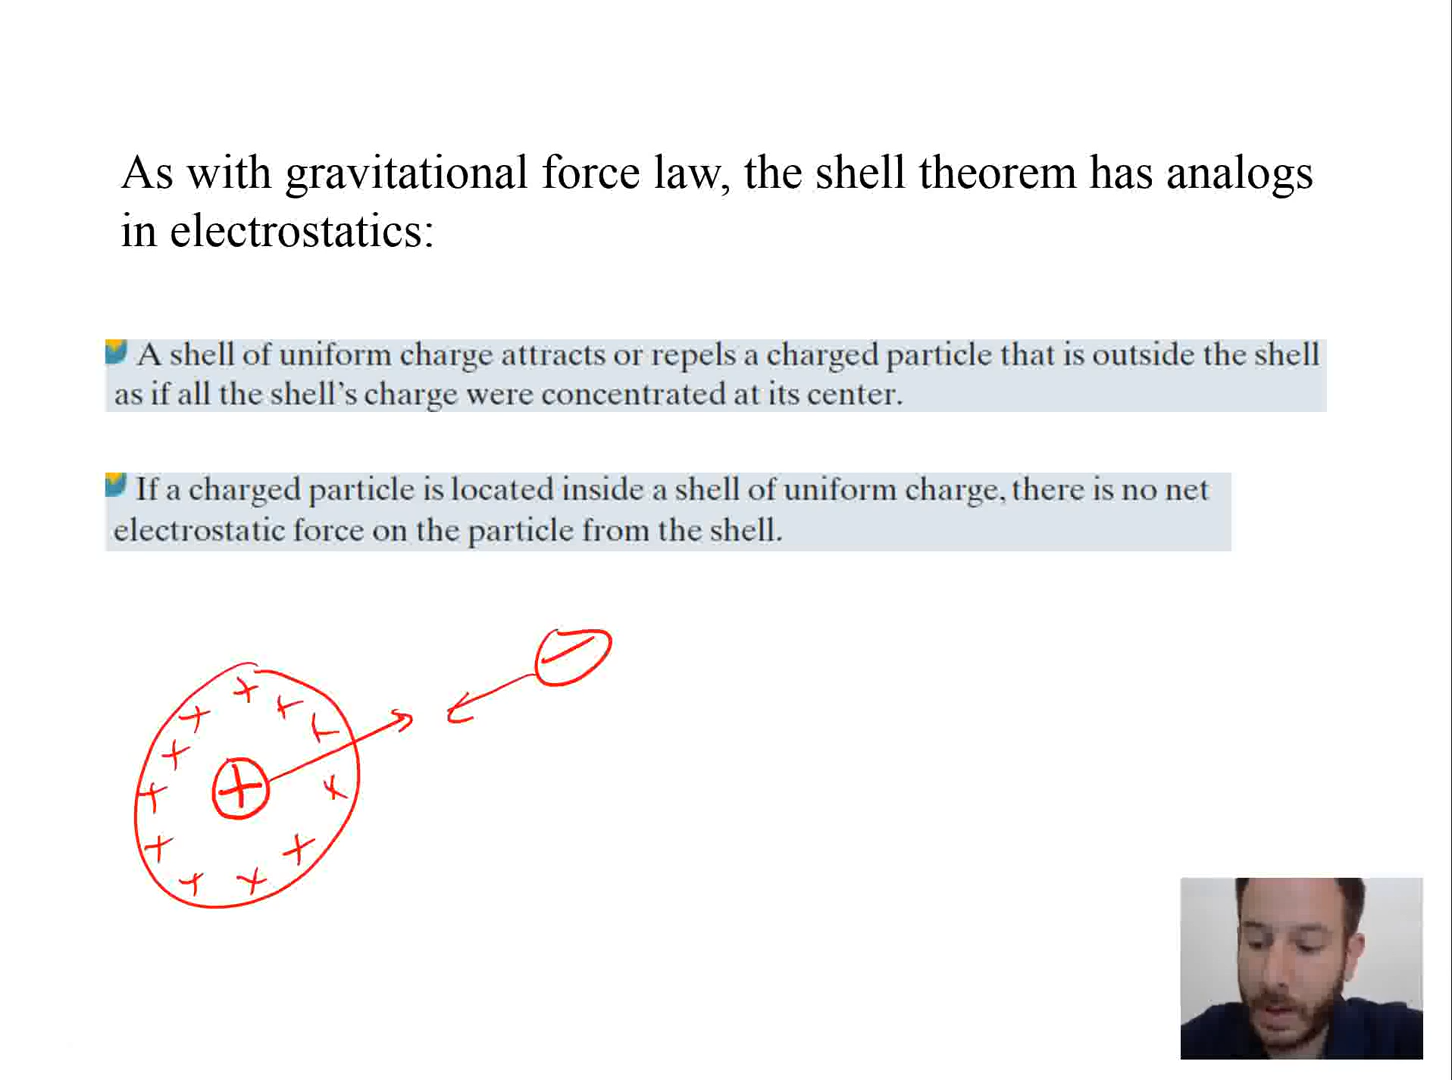 As with gravitational force law, the shell theorem has analogs
in electrostatics:
A shell of uniform charge attracts or repels a charged particle that is outside the shell
as if all the shell’s charge were concentrated at its center.
If a charged particle is located inside a shell of uniform charge, there is no net
electrostatic force on the particle from the shell.